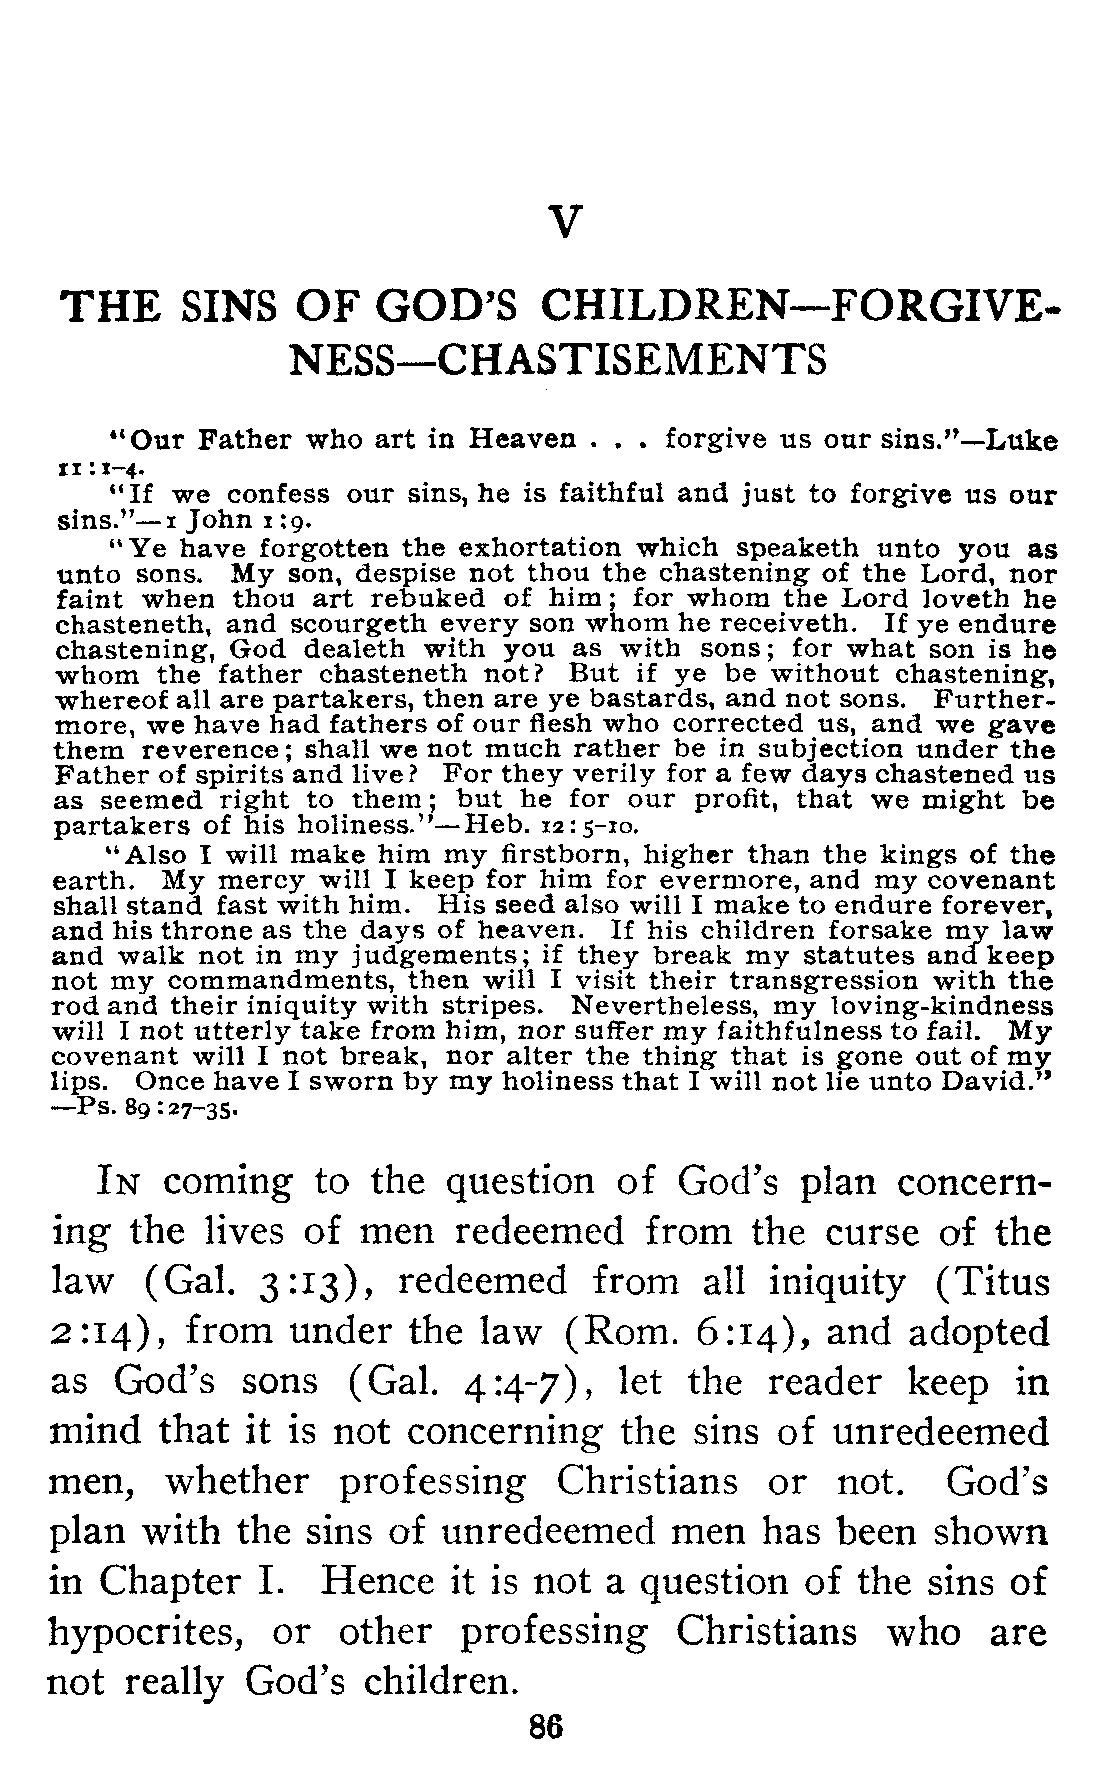 V
THE SINS OF GOD'S CHILDREN—FORGIVE-
NESS—CHASTISEMENTS
"Our Father who art in Heaven . . . forgive us our sins."—Luke
11:1-4.
"If we confess our sins, he is faithful and just to forgive us our
sins."—1 John 1:9.
"Ye have forgotten the exhortation which speaketh unto you as
unto sons. My son, despise not thou the chastening of the Lord, nor
faint when thou art rebuked of him; for whom the Lord loveth he
chasteneth, and scourgeth every son whom he receiveth. If ye endure
chastening, God dealeth with you as with sons; for what son is he
whom the father chasteneth not? But if ye be without chastening,
whereof all are partakers, then are ye bastards, and not sons. Further-
more, we have had fathers of our flesh who corrected us, and we gave
them reverence; shall we not much rather be in subjection under the
Father of spirits and live? For they verily for a few days chastened us
as seemed right to them; but he for our profit, that we might be
partakers of his holiness."—Heb. 12:5-10.
"Also I will make him my firstborn, higher than the kings of the
earth. My mercy will I keep for him for evermore, and my covenant
shall stand fast with him. His seed also will I make to endure forever,
and his throne as the days of heaven. If his children forsake my law
and walk not in my judgements; if they break my statutes and keep
not my commandments, then will I visit their transgression with the
rod and their iniquity with stripes. Nevertheless, my loving-kindness
will I not utterly take from him, nor suffer my faithfulness to fail. My
covenant will I not break, nor alter the thing that is gone out of my
lips. Once have I sworn by my holiness that I will not lie unto David."
—Ps. 89:27-35.
IN coming to the question of God's plan concern-
ing the lives of men redeemed from the curse of the
law (Gal. 3:13), redeemed from all iniquity (Titus
2:14), from under the law (Rom. 6:14), and adopted
as God's sons (Gal. 4:4-7), let the reader keep in
mind that it is not concerning the sins of unredeemed
men, whether professing Christians or not. God's
plan with the sins of unredeemed men has been shown
in Chapter I. Hence it is not a question of the sins of
hypocrites, or other professing Christians who are
not really God's children.
86